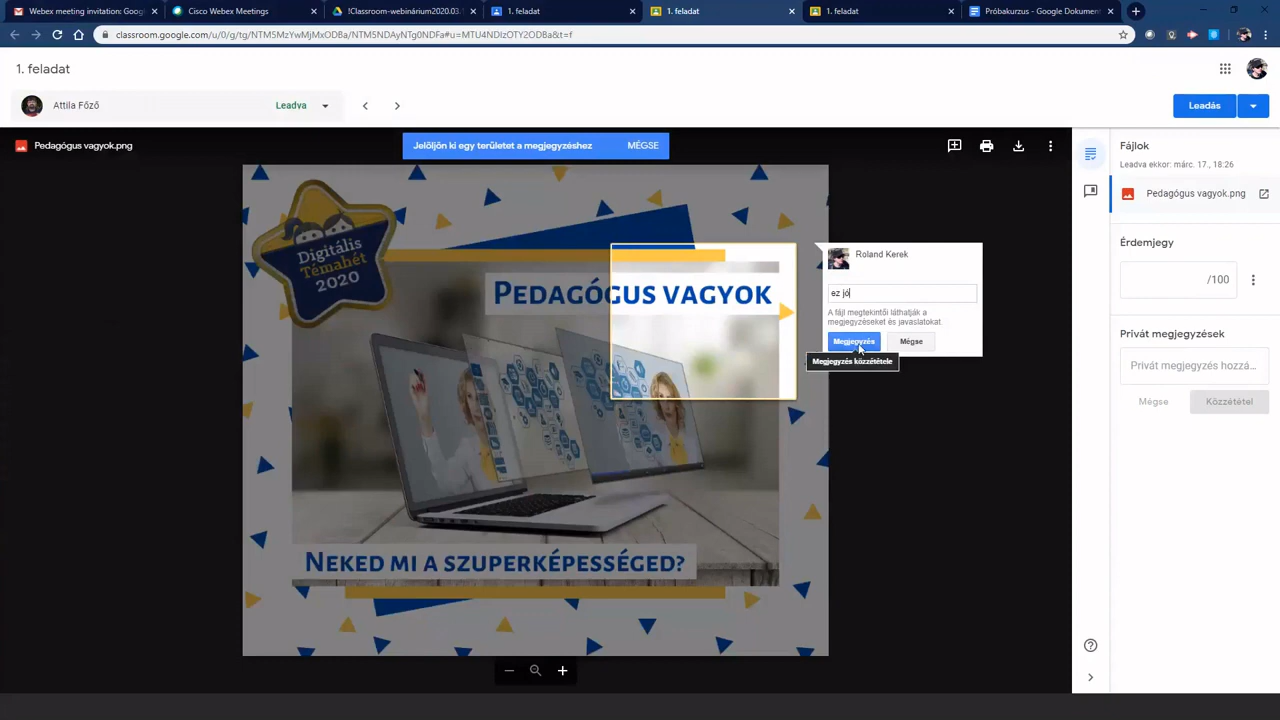 Webex meeting invitation: Goog
Cisco Webex Meetings
!Classroom-webinárium2020.03.1
1. feladat
1. feladat
1. feladat
Próbakurzus - Google Dokument
classroom.google.com/u/0/g/tg/NTM5MzYwMjMxODBa/NTM5NDAyNTg0NDFa#u=MTU4NDIzOTY2ODBa&t=f
1. feladat
Attila Főző
Leadva
Leadás
Pedagógus vagyok.png
Jelöljön ki egy területet a megjegyzéshez
MÉGSE
Fájlok
Leadva ekkor: márc. 17., 18:26
Pedagógus vagyok.png
Digitális
Témahét
2020
Pedagógus vagyok
Roland Kerek
ez jó
A fájl megtekintői láthatják a
megjegyzéseket és javaslatokat.
Megjegyzés
Mégse
Megjegyzés közzététele
Érdemjegy
/100
Privát megjegyzések
Privát megjegyzés hozzá...
Mégse
Közzététel
Neked mi a szuperképességed?